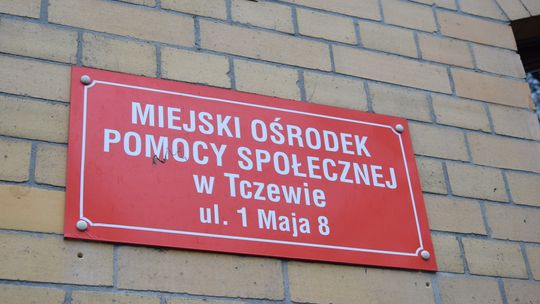 MIEJSKI OŚRODEK
POMOCY SPOŁECZNEJ
w Tczewie
ul. 1 Maja 8